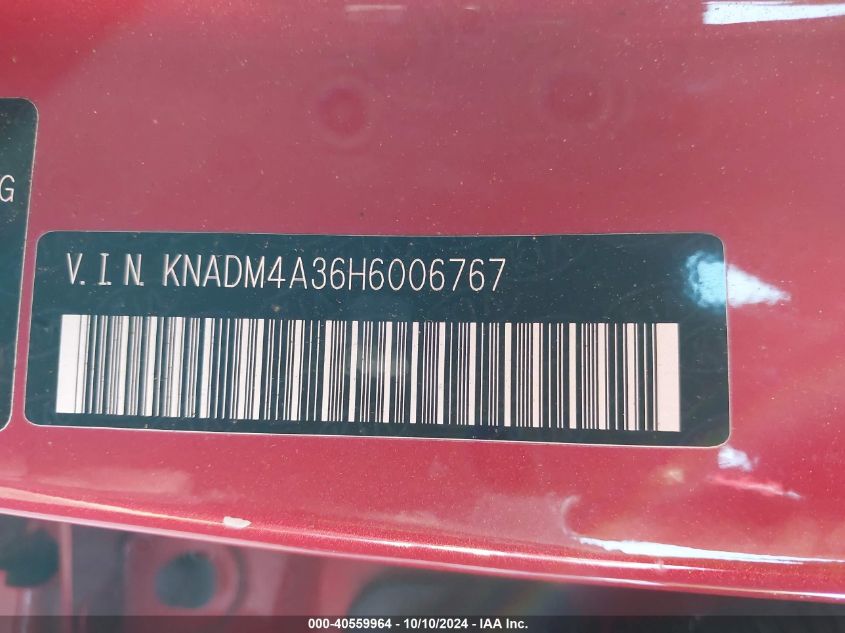 G
V.I.N. KNADM4A36H6006767
000-40559964 - 10/10/2024 - IAA Inc.